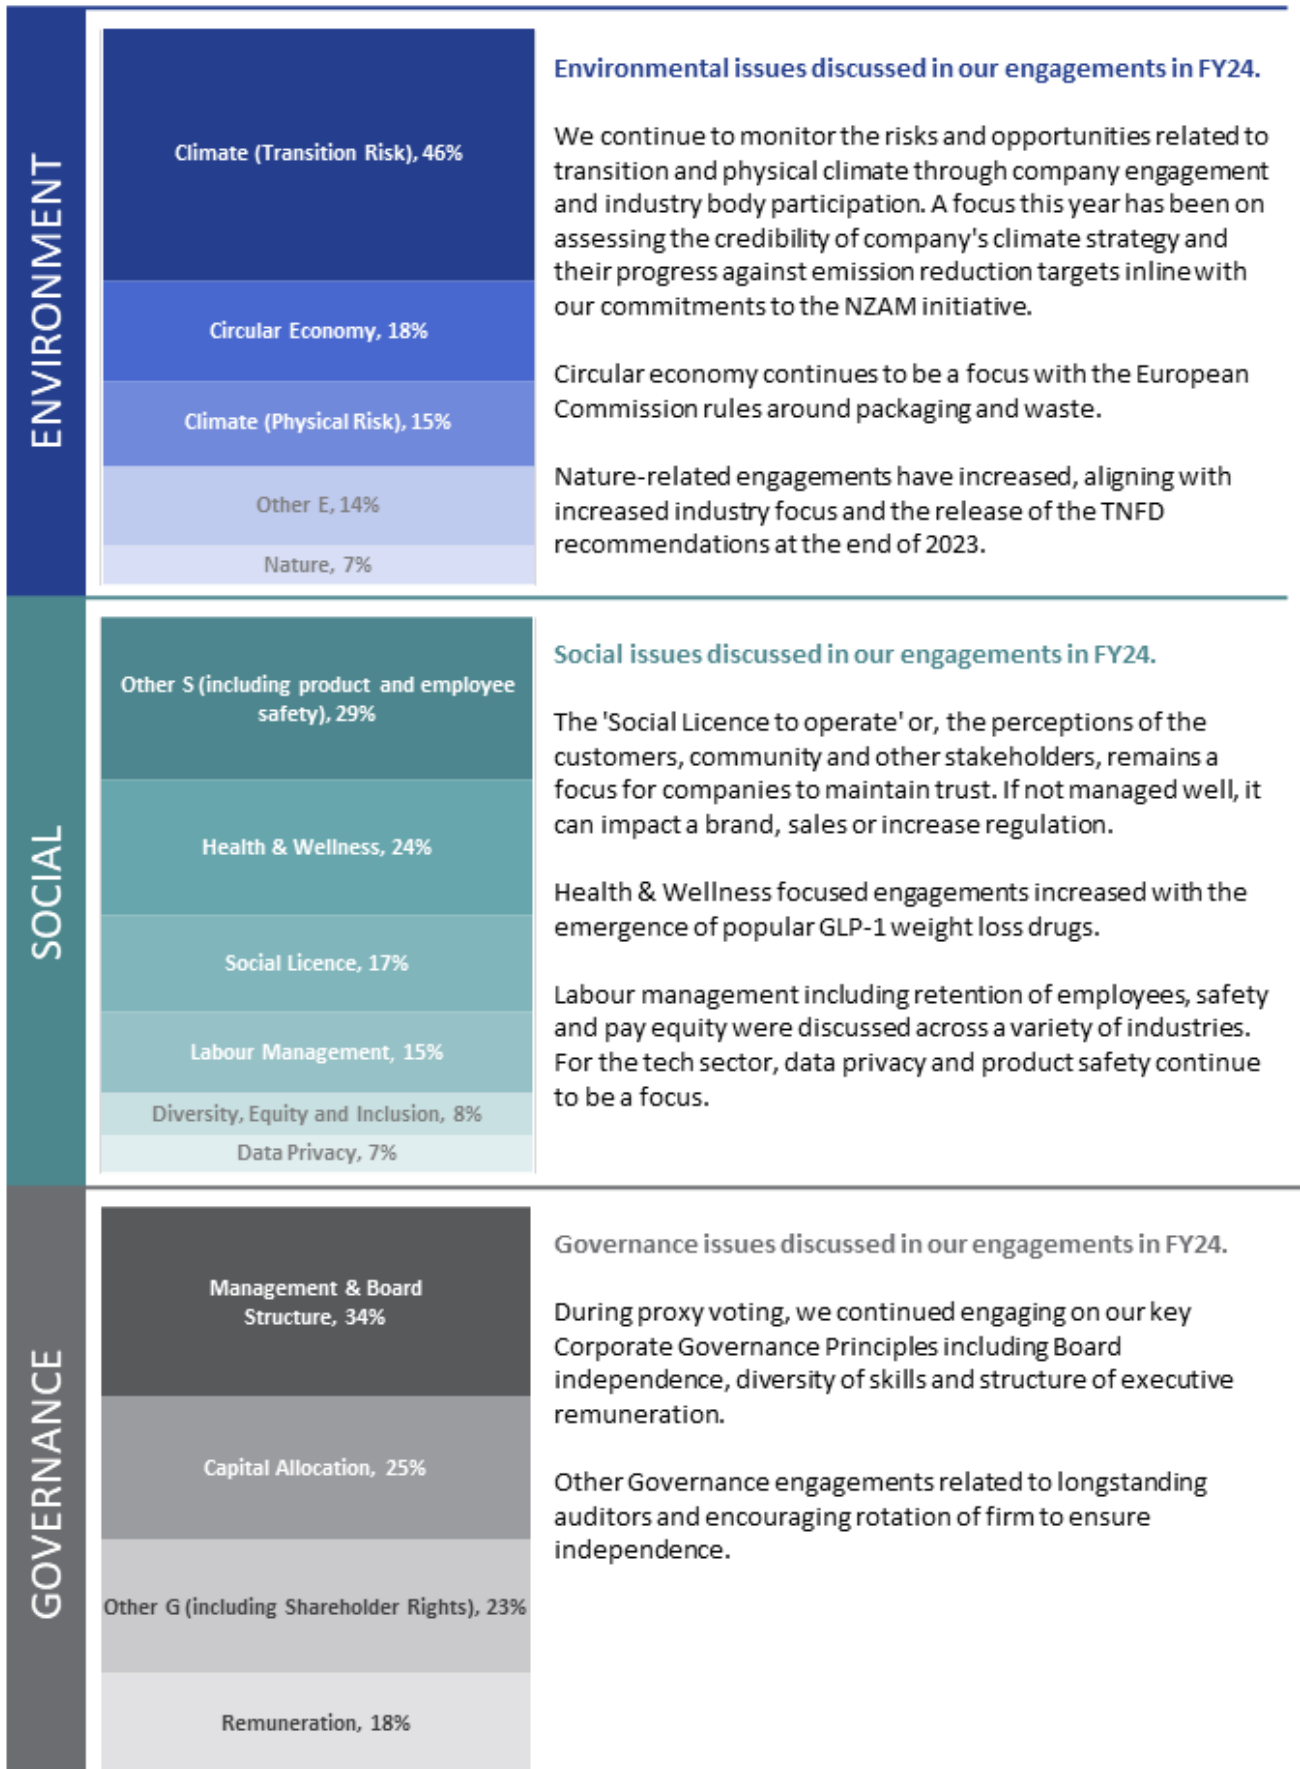 ENVIRONMENT
Climate (Transition Risk), 46%
Circular Economy, 18%
Climate (Physical Risk), 15%
Other E, 14%
Nature, 7%
Environmental issues discussed in our engagements in FY24.
We continue to monitor the risks and opportunities related to
transition and physical climate through company engagement
and industry body participation. A focus this year has been on
assessing the credibility of company's climate strategy and
their progress against emission reduction targets inline with
our commitments to the NZAM initiative.
Circular economy continues to be a focus with the European
Commission rules around packaging and waste.
Nature-related engagements have increased, aligning with
increased industry focus and the release of the TNFD
recommendations at the end of 2023.
SOCIAL
Other S (including product and employee
safety), 29%
Health & Wellness, 24%
Social Licence, 17%
Labour Management, 15%
Diversity, Equity and Inclusion, 8%
Data Privacy, 7%
Social issues discussed in our engagements in FY24.
The 'Social Licence to operate' or, the perceptions of the
customers, community and other stakeholders, remains a
focus for companies to maintain trust. If not managed well, it
can impact a brand, sales or increase regulation.
Health & Wellness focused engagements increased with the
emergence of popular GLP-1 weight loss drugs.
Labour management including retention of employees, safety
and pay equity were discussed across a variety of industries.
For the tech sector, data privacy and product safety continue
to be a focus.
GOVERNANCE
Management & Board
Structure, 34%
Capital Allocation, 25%
Other G (including Shareholder Rights), 23%
Remuneration, 18%
Governance issues discussed in our engagements in FY24.
During proxy voting, we continued engaging on our key
Corporate Governance Principles including Board
independence, diversity of skills and structure of executive
remuneration.
Other Governance engagements related to longstanding
auditors and encouraging rotation of firm to ensure
independence.